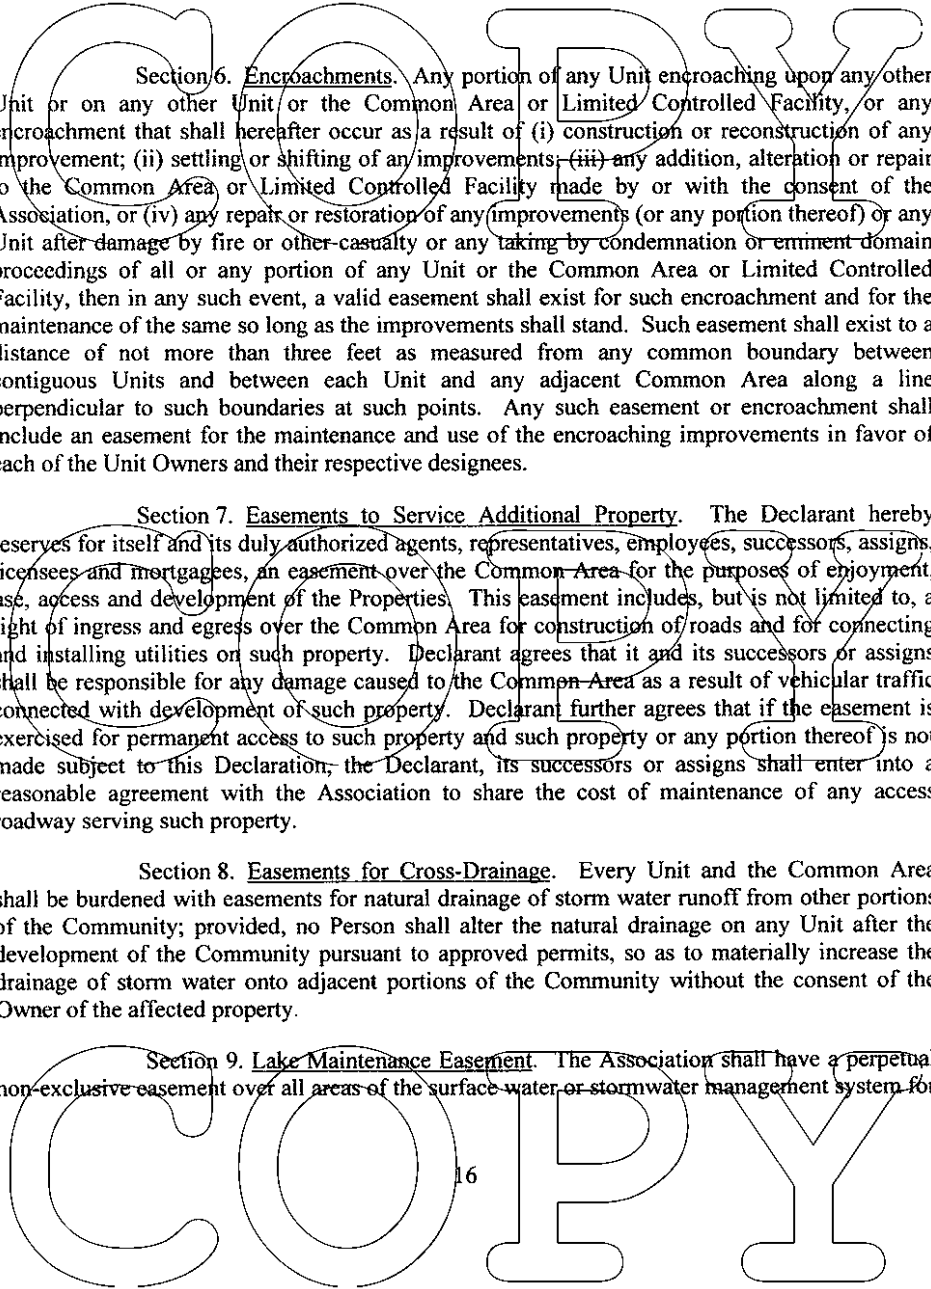 COPY
Section 6. Encroachments. Any portion of any Unit encroaching upon any other
Unit or on any other Unit or the Common Area or Limited Controlled Facility, or any
encroachment that shall hereafter occur as a result of (i) construction or reconstruction of any
improvement; (ii) settling or shifting of an improvements; (iii) any addition, alteration or repair
to the Common Area or Limited Controlled Facility made by or with the consent of the
Association, or (iv) any repair or restoration of any improvements (or any portion thereof) or any
Unit after damage by fire or other casualty or any taking by condemnation or eminent domain
proceedings of all or any portion of any Unit or the Common Area or Limited Controlled
Facility, then in any such event, a valid easement shall exist for such encroachment and for the
maintenance of the same so long as the improvements shall stand. Such easement shall exist to a
distance of not more than three feet as measured from any common boundary between
contiguous Units and between each Unit and any adjacent Common Area along a line
perpendicular to such boundaries at such points. Any such easement or encroachment shall
include an easement for the maintenance and use of the encroaching improvements in favor of
each of the Unit Owners and their respective designees.
Section 7. Easements to Service Additional Property. The Declarant hereby
reserves for itself and its duly authorized agents, representatives, employees, successors, assigns,
licensees and mortgagees, an easement over the Common Area for the purposes of enjoyment,
use, access and development of the Properties. This easement includes, but is not limited to, a
right of ingress and egress over the Common Area for construction of roads and for connecting
and installing utilities on such property. Declarant agrees that it and its successors or assigns
shall be responsible for any damage caused to the Common Area as a result of vehicular traffic
connected with development of such property. Declarant further agrees that if the easement is
exercised for permanent access to such property and such property or any portion thereof is not
made subject to this Declaration, the Declarant, its successors or assigns shall enter into a
reasonable agreement with the Association to share the cost of maintenance of any access
roadway serving such property.
COPY
Section 8. Easements for Cross-Drainage. Every Unit and the Common Area
shall be burdened with easements for natural drainage of storm water runoff from other portions
of the Community; provided, no Person shall alter the natural drainage on any Unit after the
development of the Community pursuant to approved permits, so as to materially increase the
drainage of storm water onto adjacent portions of the Community without the consent of the
Owner of the affected property.
Section 9. Lake Maintenance Easement. The Association shall have a perpetual
non-exclusive easement over all areas of the surface water or stormwater management system for
COPY
16